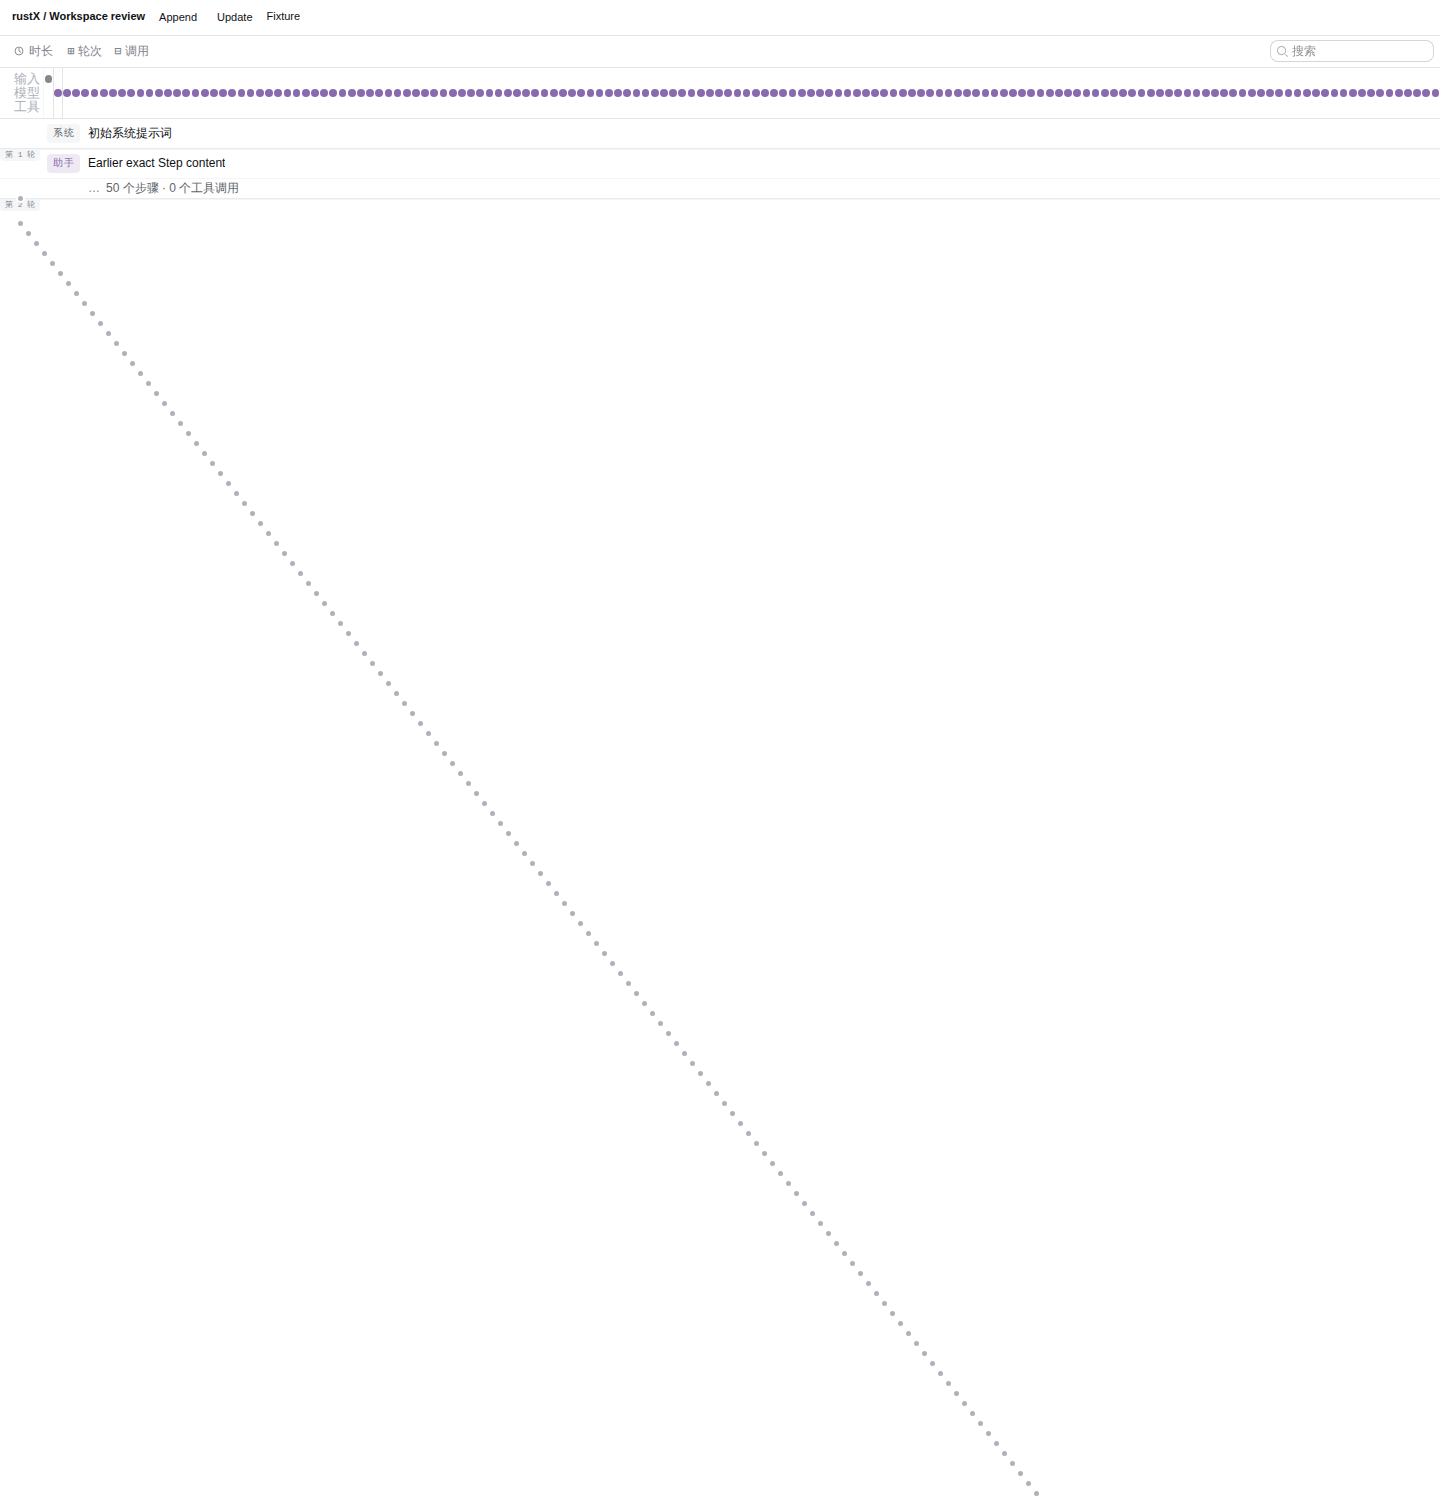 rustX / Workspace review Append Update Fixture
时长 轮次 调用 搜索
输入
模型
工具
系统 初始系统提示词
第 1 轮 助手 Earlier exact Step content
… 50 个步骤 · 0 个工具调用
第 2 轮